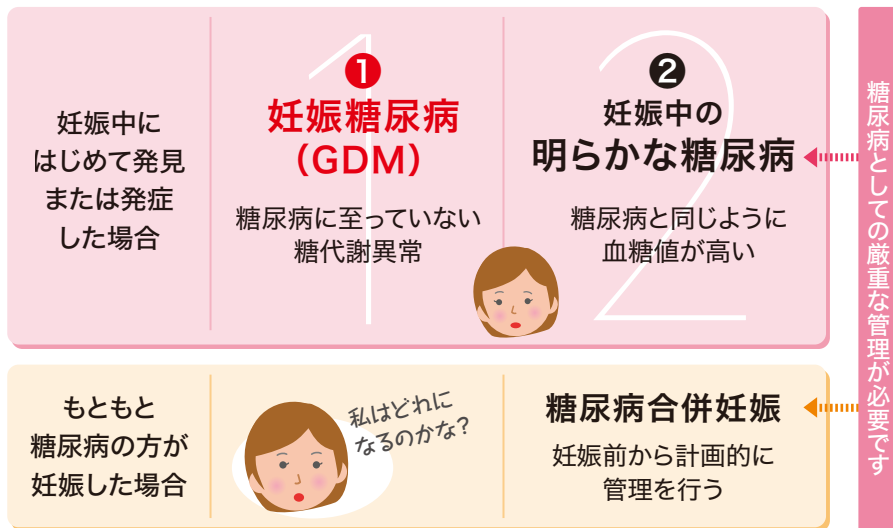 妊娠中に
はじめて発見
または発症
した場合
1
❶
妊娠糖尿病
(GDM)
糖尿病に至っていない
糖代謝異常
2
❷
妊娠中の
明らかな糖尿病
糖尿病と同じように
血糖値が高い
もともと
糖尿病の方が
妊娠した場合
私はどれに
なるのかな?
糖尿病合併妊娠
妊娠前から計画的に
管理を行う
糖尿病としての厳重な管理が必要です